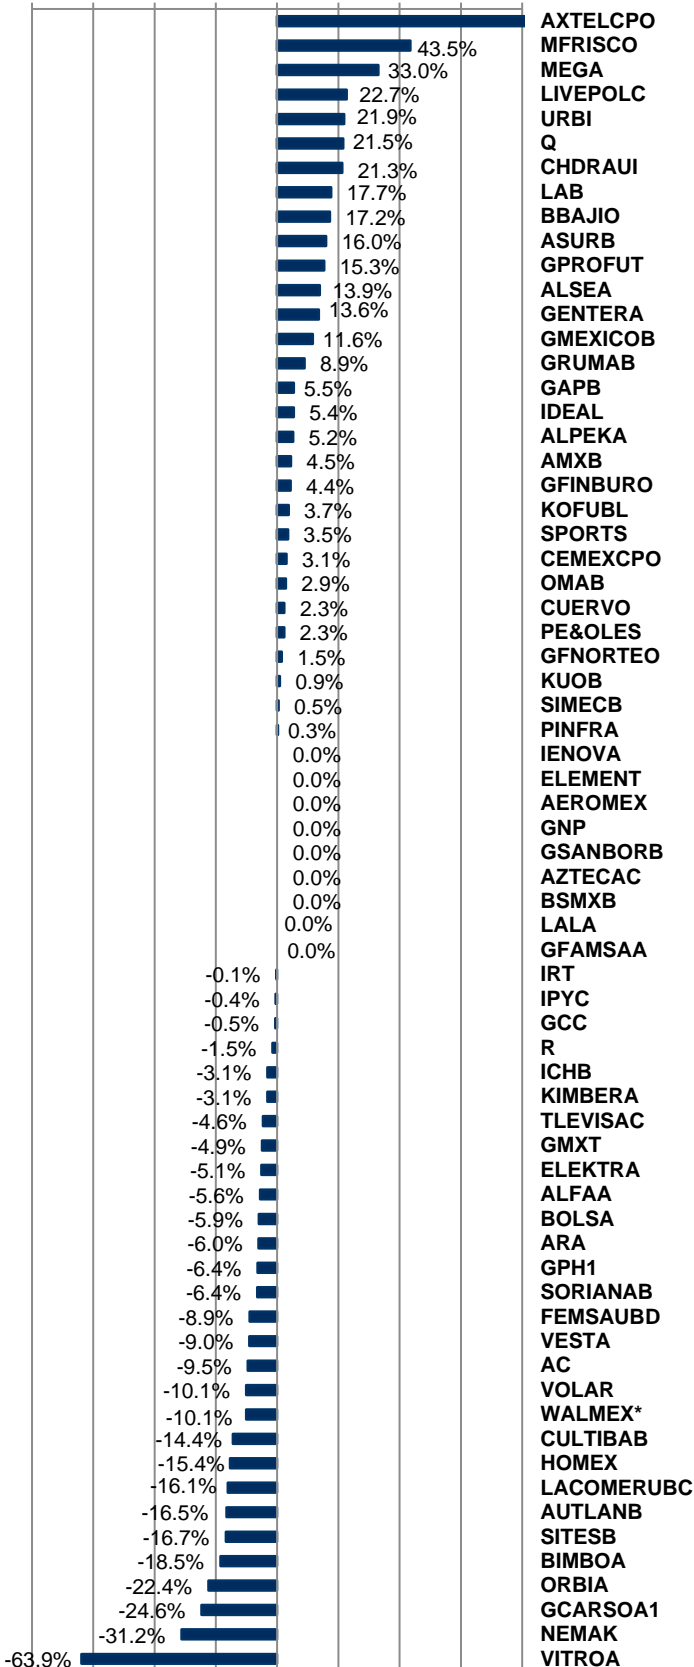 AXTELCPO
43.5% MFRISCO
33.0% MEGA
22.7% LIVEPOLC
21.9% URBI
21.5% Q
21.3% CHDRAUI
17.7% LAB
17.2% BBAJIO
16.0% ASURB
15.3% GPROFUT
13.9% ALSEA
13.6% GENTERA
11.6% GMEXICOB
8.9% GRUMAB
5.5% GAPB
5.4% IDEAL
5.2% ALPEKA
4.5% AMXB
4.4% GFINBURO
3.7% KOFUBL
3.5% SPORTS
3.1% CEMEXCPO
2.9% OMAB
2.3% CUERVO
2.3% PE&OLES
1.5% GFNORTEO
0.9% KUOB
0.5% SIMECB
0.3% PINFRA
0.0% IENOVA
0.0% ELEMENT
0.0% AEROMEX
0.0% GNP
0.0% GSANBORB
0.0% AZTECAC
0.0% BSMXB
0.0% LALA
0.0% GFAMSAA
-0.1% IRT
-0.4% IPYC
-0.5% GCC
-1.5% R
-3.1% ICHB
-3.1% KIMBERA
-4.6% TLEVISAC
-4.9% GMXT
-5.1% ELEKTRA
-5.6% ALFAA
-5.9% BOLSA
-6.0% ARA
-6.4% GPH1
-6.4% SORIANAB
-8.9% FEMSAUBD
-9.0% VESTA
-9.5% AC
-10.1% VOLAR
-10.1% WALMEX*
-14.4% CULTIBAB
-15.4% HOMEX
-16.1% LACOMERUBC
-16.5% AUTLANB
-16.7% SITESB
-18.5% BIMBOA
-22.4% ORBIA
-24.6% GCARSOA1
-31.2% NEMAK
-63.9% VITROA